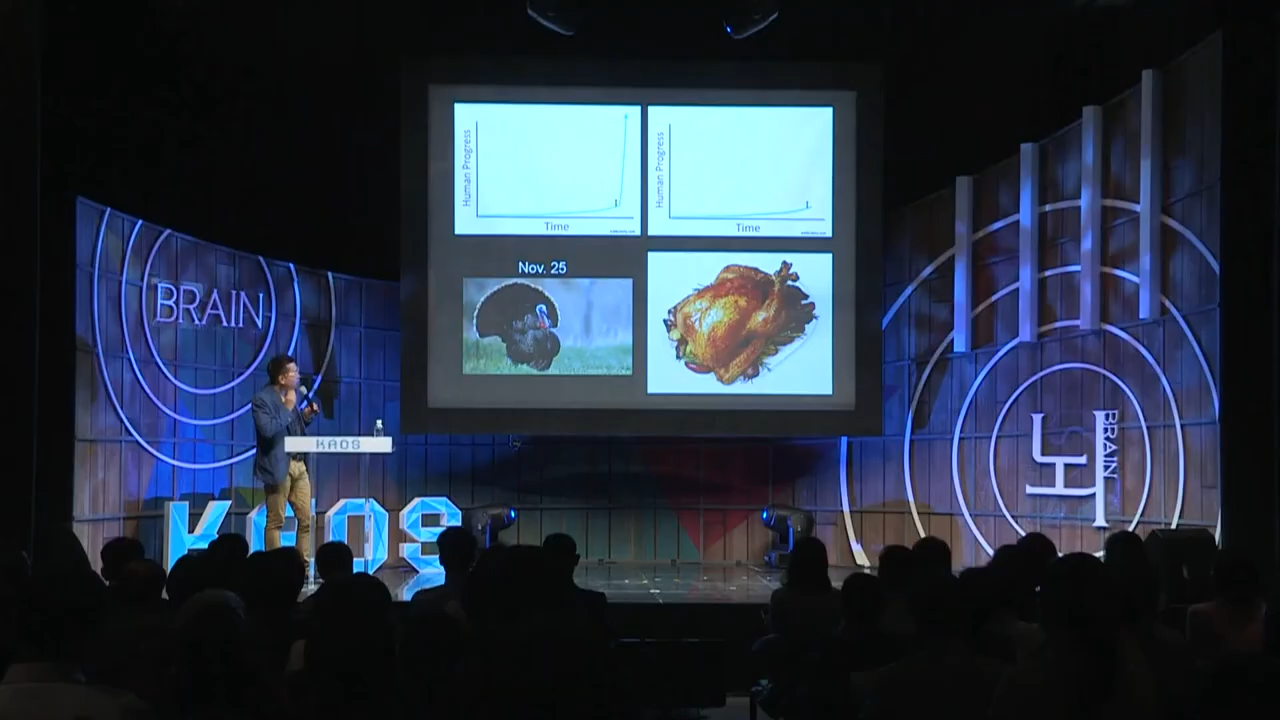 Human Progress
Time
Human Progress
Time
Nov. 25
BRAIN
KAOS
KAOS
뇌
BRAIN